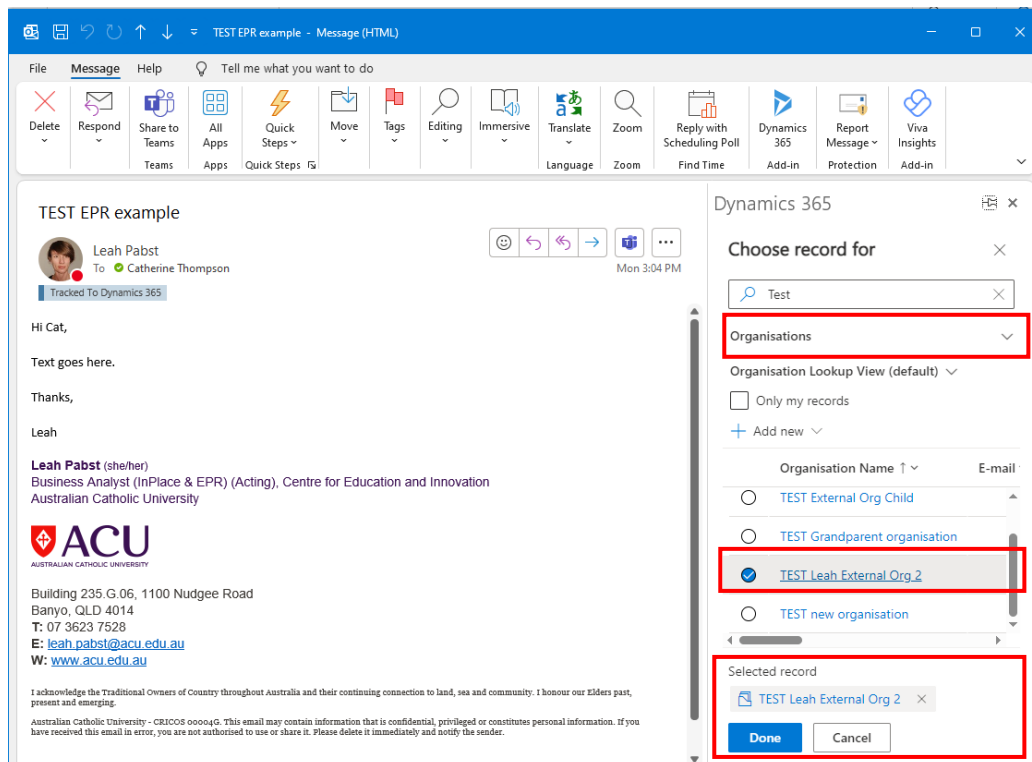 TEST EPR example - Message (HTML)
File Message Help Tell me what you want to do
Delete Respond Share to Teams All Apps Quick Steps Move Tags Editing Immersive Translate Zoom Reply with Scheduling Poll Dynamics 365 Report Message Viva Insights
Teams Apps Quick Steps Language Zoom Find Time Add-in Protection Add-in
TEST EPR example
Leah Pabst
To Catherine Thompson
Mon 3:04 PM
Tracked To Dynamics 365
Hi Cat,
Text goes here.
Thanks,
Leah
Leah Pabst (she/her)
Business Analyst (InPlace & EPR) (Acting), Centre for Education and Innovation
Australian Catholic University
ACU
AUSTRALIAN CATHOLIC UNIVERSITY
Building 235.G.06, 1100 Nudgee Road
Banyo, QLD 4014
T: 07 3623 7528
E: leah.pabst@acu.edu.au
W: www.acu.edu.au
I acknowledge the Traditional Owners of Country throughout Australia and their continuing connection to land, sea and community. I honour our Elders past,
present and emerging.
Australian Catholic University - CRICOS 00004G. This email may contain information that is confidential, privileged or constitutes personal information. If you
have received this email in error, you are not authorised to use or share it. Please delete it immediately and notify the sender.
Dynamics 365
Choose record for
Test
Organisations
Organisation Lookup View (default)
Only my records
Add new
Organisation Name E-mail
TEST External Org Child
TEST Grandparent organisation
TEST Leah External Org 2
TEST new organisation
Selected record
TEST Leah External Org 2
Done Cancel